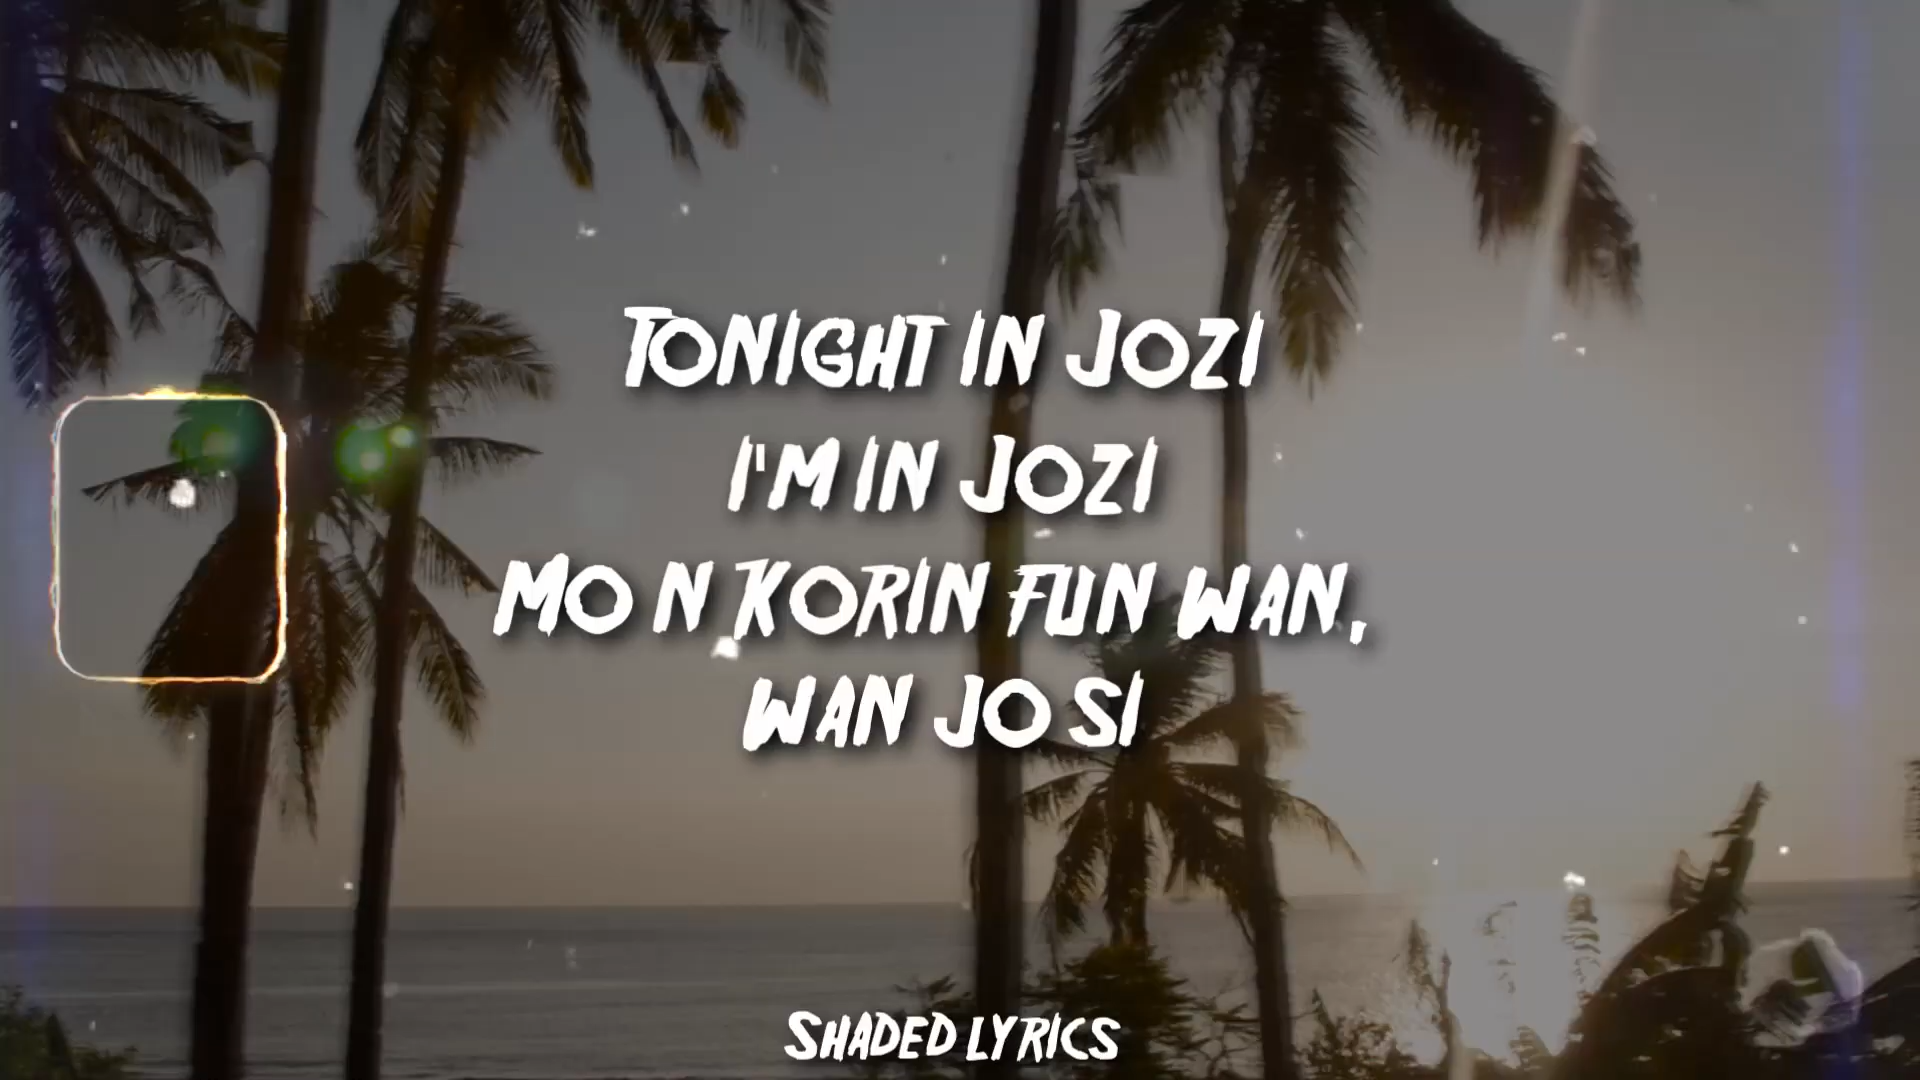 TONIGHT IN JOZI
I'M IN JOZI
MO N KORIN FUN WAN,
WAN JO SI
SHADED LYRICS